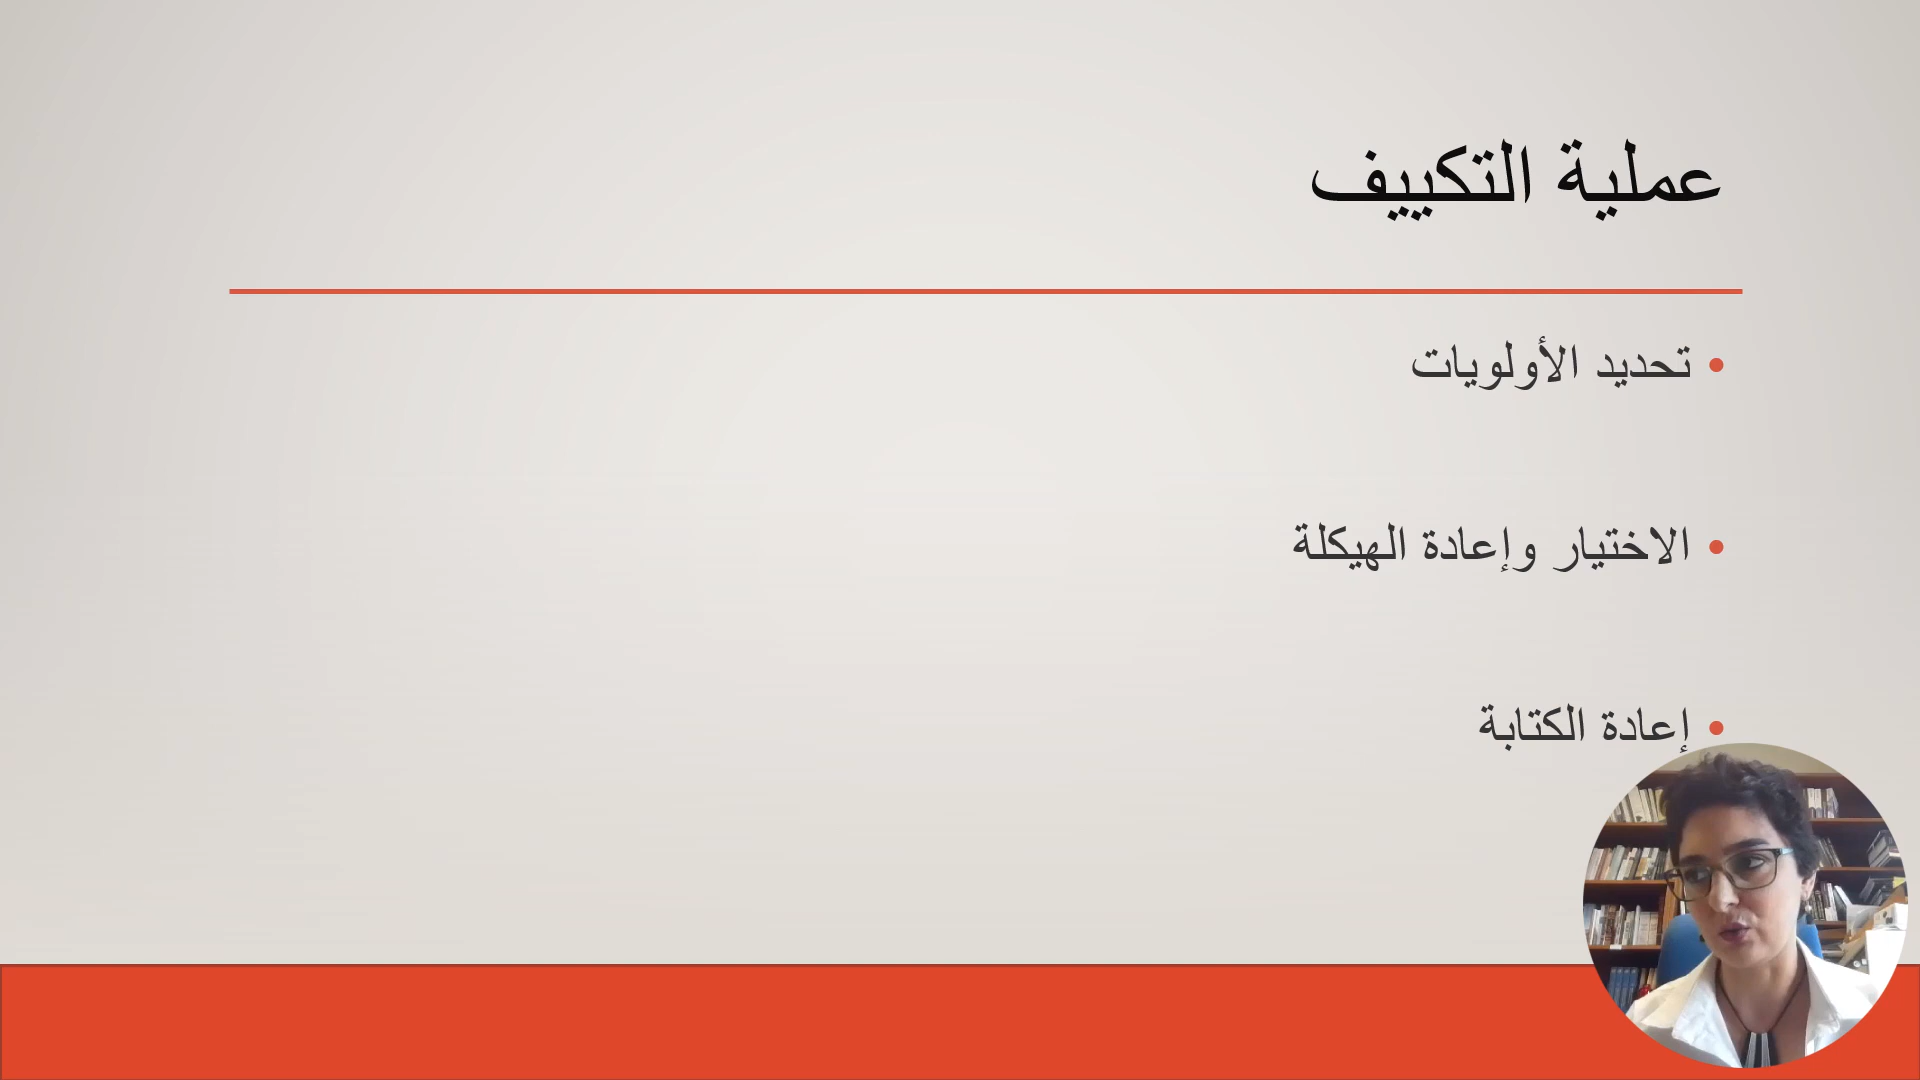 عملية التكييف
• تحديد الأولويات
• الاختيار وإعادة الهيكلة
• إعادة الكتابة